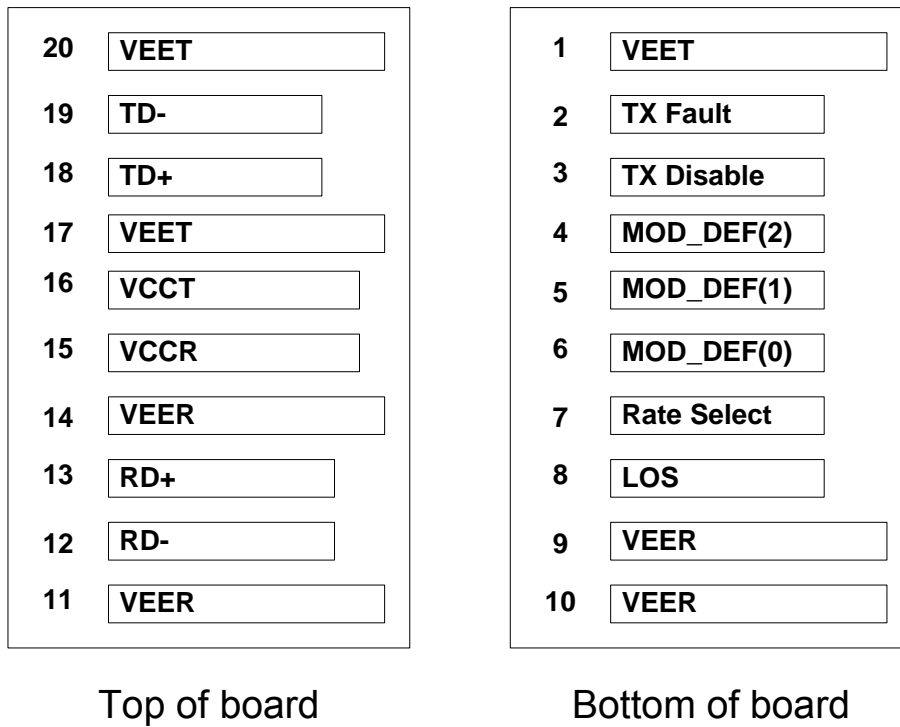 20 VEET
19 TD-
18 TD+
17 VEET
16 VCCT
15 VCCR
14 VEER
13 RD+
12 RD-
11 VEER
Top of board
1 VEET
2 TX Fault
3 TX Disable
4 MOD_DEF(2)
5 MOD_DEF(1)
6 MOD_DEF(0)
7 Rate Select
8 LOS
9 VEER
10 VEER
Bottom of board